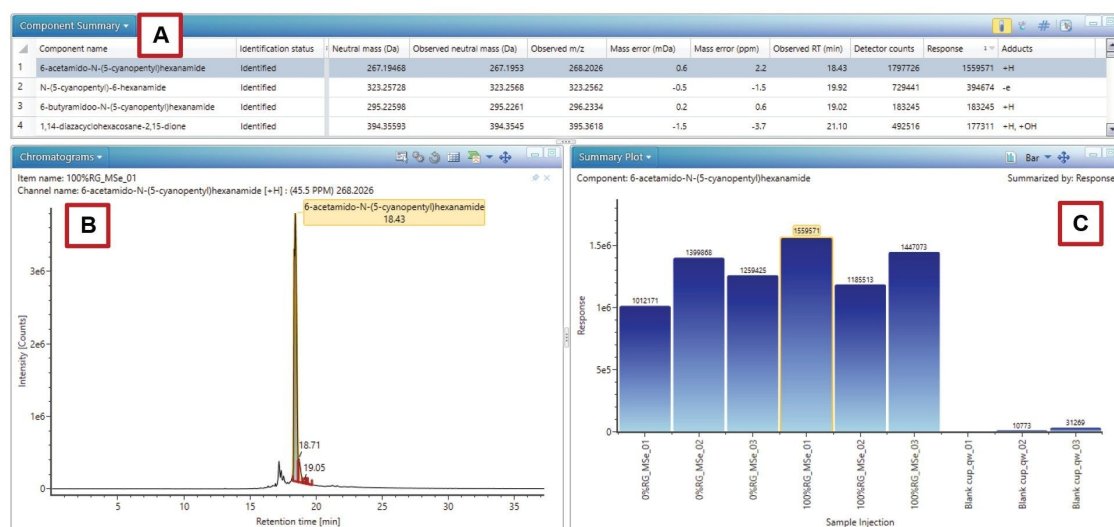 Component Summary
A
Component name Identification status Neutral mass (Da) Observed neutral mass (Da) Observed m/z Mass error (mDa) Mass error (ppm) Observed RT (min) Detector counts Response 1 Adducts
1 6-acetamido-N-(5-cyanopentyl)hexanamide Identified 267.19468 267.1953 268.2026 0.6 2.2 18.43 1797726 1559571 +H
2 N-(5-cyanopentyl)-6-hexanamide Identified 323.25728 323.2568 323.2562 -0.5 -1.5 19.92 729441 394674 -e
3 6-butyramidoo-N-(5-cyanopentyl)hexanamide Identified 295.22598 295.2261 296.2334 0.2 0.6 19.02 183245 183245 +H
4 1,14-diazacyclohexacosane-2,15-dione Identified 394.35593 394.3545 395.3618 -1.5 -3.7 21.10 492516 177311 +H, +OH
Chromatograms
Item name: 100%RG_MSe_01
Channel name: 6-acetamido-N-(5-cyanopentyl)hexanamide [+H] : (45.5 PPM) 268.2026
B
6-acetamido-N-(5-cyanopentyl)hexanamide
18.43
3e6
2e6
1e6
0
Intensity [Counts]
18.71
19.05
5 10 15 20 25 30 35
Retention time [min]
Summary Plot
Bar
Component: 6-acetamido-N-(5-cyanopentyl)hexanamide Summarized by: Response
C
1.5e6
1e6
5e5
0
Response
1012171
1399868
1259425
1559571
1185513
1447073
10773
31269
0%RG_MSe_01
0%RG_MSe_02
0%RG_MSe_03
100%RG_MSe_01
100%RG_MSe_02
100%RG_MSe_03
Blank cup_qw_01
Blank cup_qw_02
Blank cup_qw_03
Sample Injection